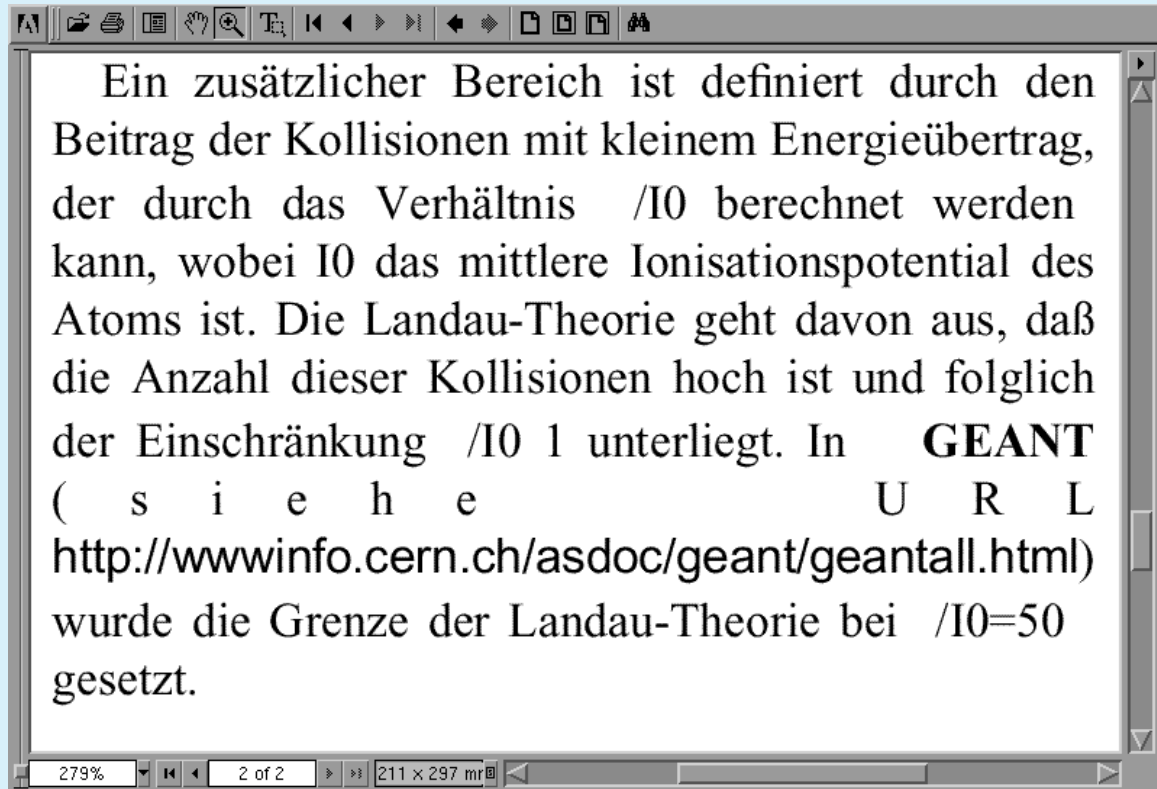 Ein zusätzlicher Bereich ist definiert durch den
Beitrag der Kollisionen mit kleinem Energieübertrag,
der durch das Verhältnis /I0 berechnet werden
kann, wobei I0 das mittlere Ionisationspotential des
Atoms ist. Die Landau-Theorie geht davon aus, daß
die Anzahl dieser Kollisionen hoch ist und folglich
der Einschränkung /I0 1 unterliegt. In GEANT
( s i e h e U R L
http://wwwinfo.cern.ch/asdoc/geant/geantall.html)
wurde die Grenze der Landau-Theorie bei /I0=50
gesetzt.
279% 2 of 2 211 x 297 mr